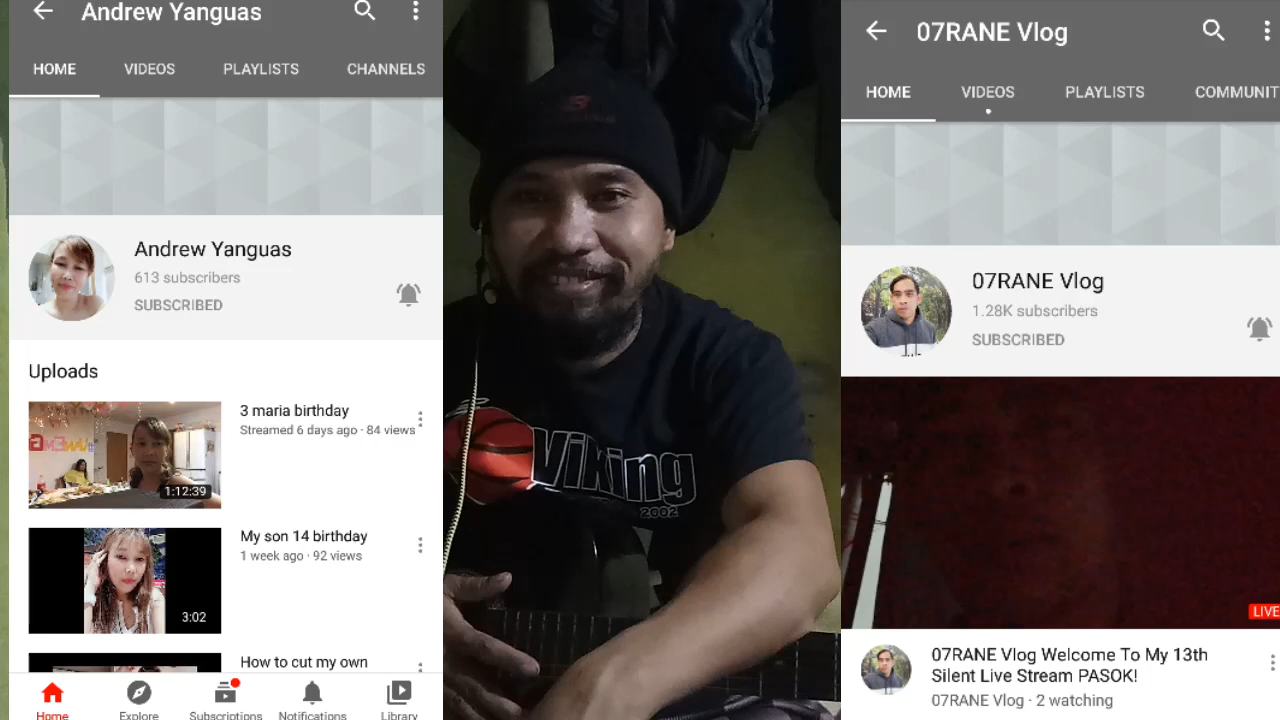 Andrew Yanguas
HOME VIDEOS PLAYLISTS CHANNELS
Andrew Yanguas
613 subscribers
SUBSCRIBED
Uploads
3 maria birthday
Streamed 6 days ago · 84 views
1:12:39
My son 14 birthday
1 week ago · 92 views
3:02
How to cut my own
Home Explore Subscriptions Notifications Library
Viking
2002
07RANE Vlog
HOME VIDEOS PLAYLISTS COMMUNIT
07RANE Vlog
1.28K subscribers
SUBSCRIBED
LIVE
07RANE Vlog Welcome To My 13th
Silent Live Stream PASOK!
07RANE Vlog · 2 watching